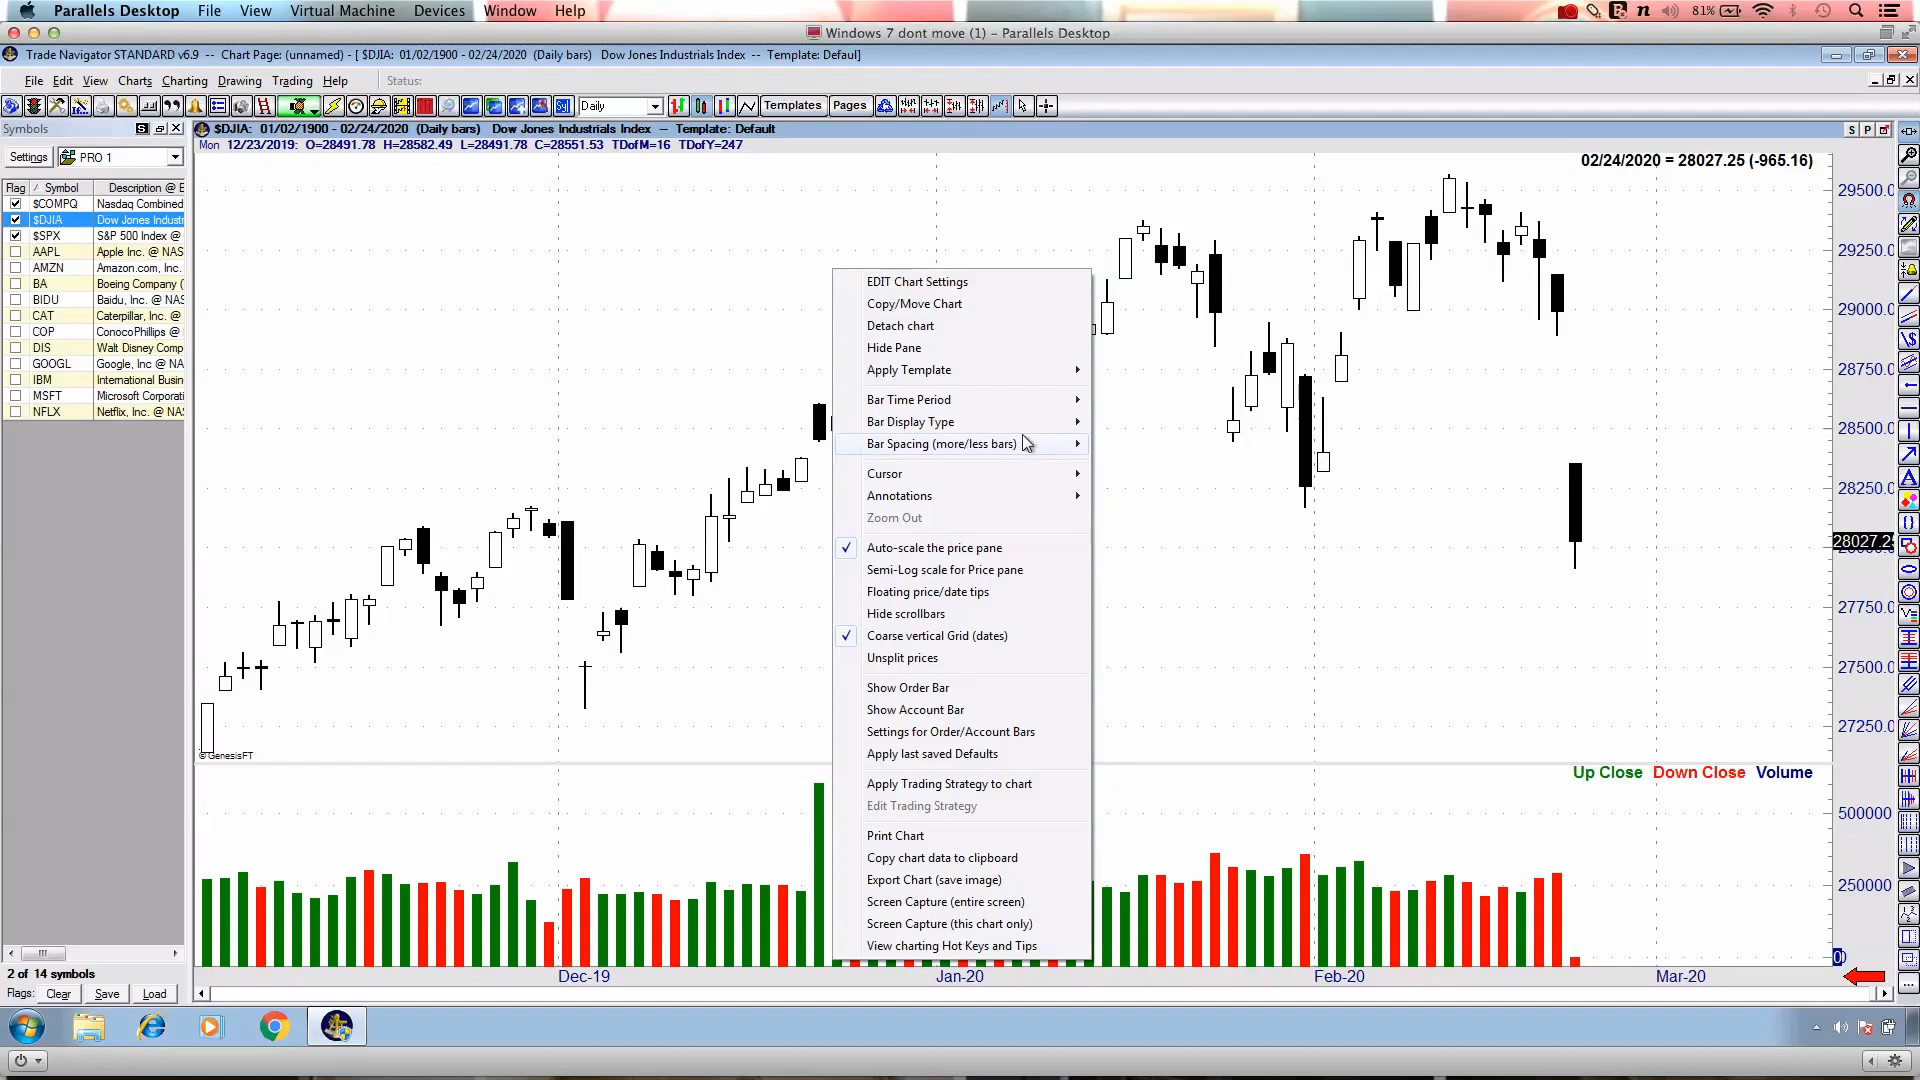 Parallels Desktop File View Virtual Machine Devices Window Help 81%
Windows 7 dont move (1) - Parallels Desktop
Trade Navigator STANDARD v6.9 -- Chart Page: (unnamed) - [ $DJIA: 01/02/1900 - 02/24/2020 (Daily bars) Dow Jones Industrials Index -- Template: Defaul]
File Edit View Charts Charting Drawing Trading Help Status:
Daily Templates Pages
Symbols
$DJIA: 01/02/1900 - 02/24/2020 (Daily bars) Dow Jones Industrials Index -- Template: Default
S P
Mon 12/23/2019: O=28491.78 H=28582.49 L=28491.78 C=28551.53 TDofM=16 TDofY=247
Settings PRO 1
02/24/2020 = 28027.25 (-965.16)
Flag Symbol Description @ E
$COMPQ Nasdaq Combined
$DJIA Dow Jones Industri
$SPX S&P 500 Index @
AAPL Apple Inc. @ NAS
AMZN Amazon.com, Inc.
BA Boeing Company (
BIDU Baidu, Inc. @ NAS
CAT Caterpillar, Inc. @
COP ConocoPhillips @
DIS Walt Disney Comp
GOOGL Google, Inc @ NA
IBM International Busin
MSFT Microsoft Corporati
NFLX Netflix, Inc. @ NA
29500.0
29250.0
29000.0
28750.0
28500.0
28250.0
28027.25
27750.0
27500.0
27250.0
EDIT Chart Settings
Copy/Move Chart
Detach chart
Hide Pane
Apply Template
Bar Time Period
Bar Display Type
Bar Spacing (more/less bars)
Cursor
Annotations
Zoom Out
Auto-scale the price pane
Semi-Log scale for Price pane
Floating price/date tips
Hide scrollbars
Coarse vertical Grid (dates)
Unsplit prices
Show Order Bar
Show Account Bar
Settings for Order/Account Bars
Apply last saved Defaults
Apply Trading Strategy to chart
Edit Trading Strategy
Print Chart
Copy chart data to clipboard
Export Chart (save image)
Screen Capture (entire screen)
Screen Capture (this chart only)
View charting Hot Keys and Tips
©GenesisFT
Up Close Down Close Volume
500000
250000
0
Dec-19 Jan-20 Feb-20 Mar-20
2 of 14 symbols
Flags: Clear Save Load